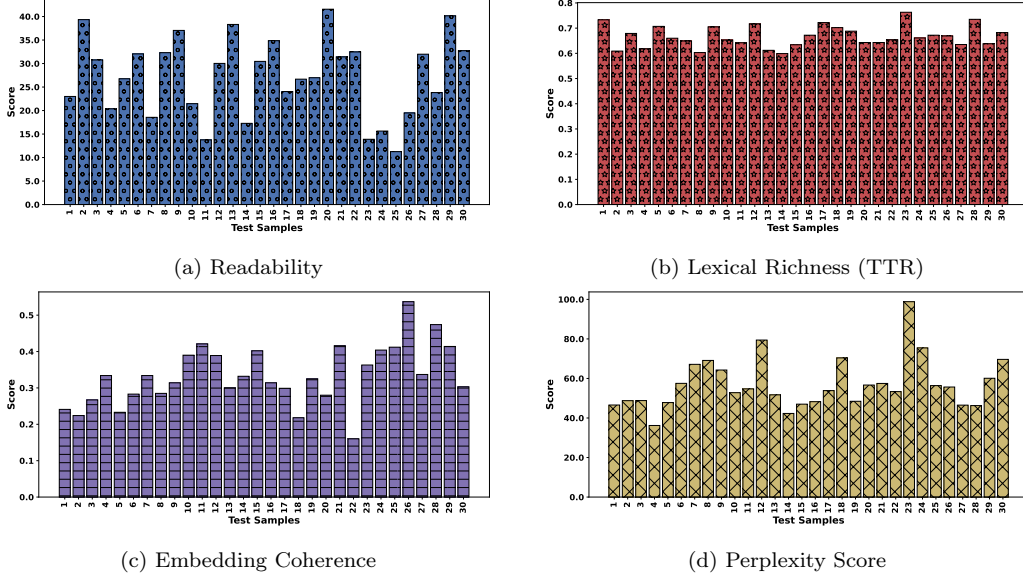 40.0
35.0
30.0
25.0
20.0
15.0
10.0
5.0
0.0
Score
1 2 3 4 5 6 7 8 9 10 11 12 13 14 15 16 17 18 19 20 21 22 23 24 25 26 27 28 29 30
Test Samples
(a) Readability
0.8
0.7
0.6
0.5
0.4
0.3
0.2
0.1
0.0
Score
1 2 3 4 5 6 7 8 9 10 11 12 13 14 15 16 17 18 19 20 21 22 23 24 25 26 27 28 29 30
Test Samples
(b) Lexical Richness (TTR)
0.5
0.4
0.3
0.2
0.1
0.0
Score
1 2 3 4 5 6 7 8 9 10 11 12 13 14 15 16 17 18 19 20 21 22 23 24 25 26 27 28 29 30
Test Samples
(c) Embedding Coherence
100.0
80.0
60.0
40.0
20.0
0.0
Score
1 2 3 4 5 6 7 8 9 10 11 12 13 14 15 16 17 18 19 20 21 22 23 24 25 26 27 28 29 30
Test Samples
(d) Perplexity Score